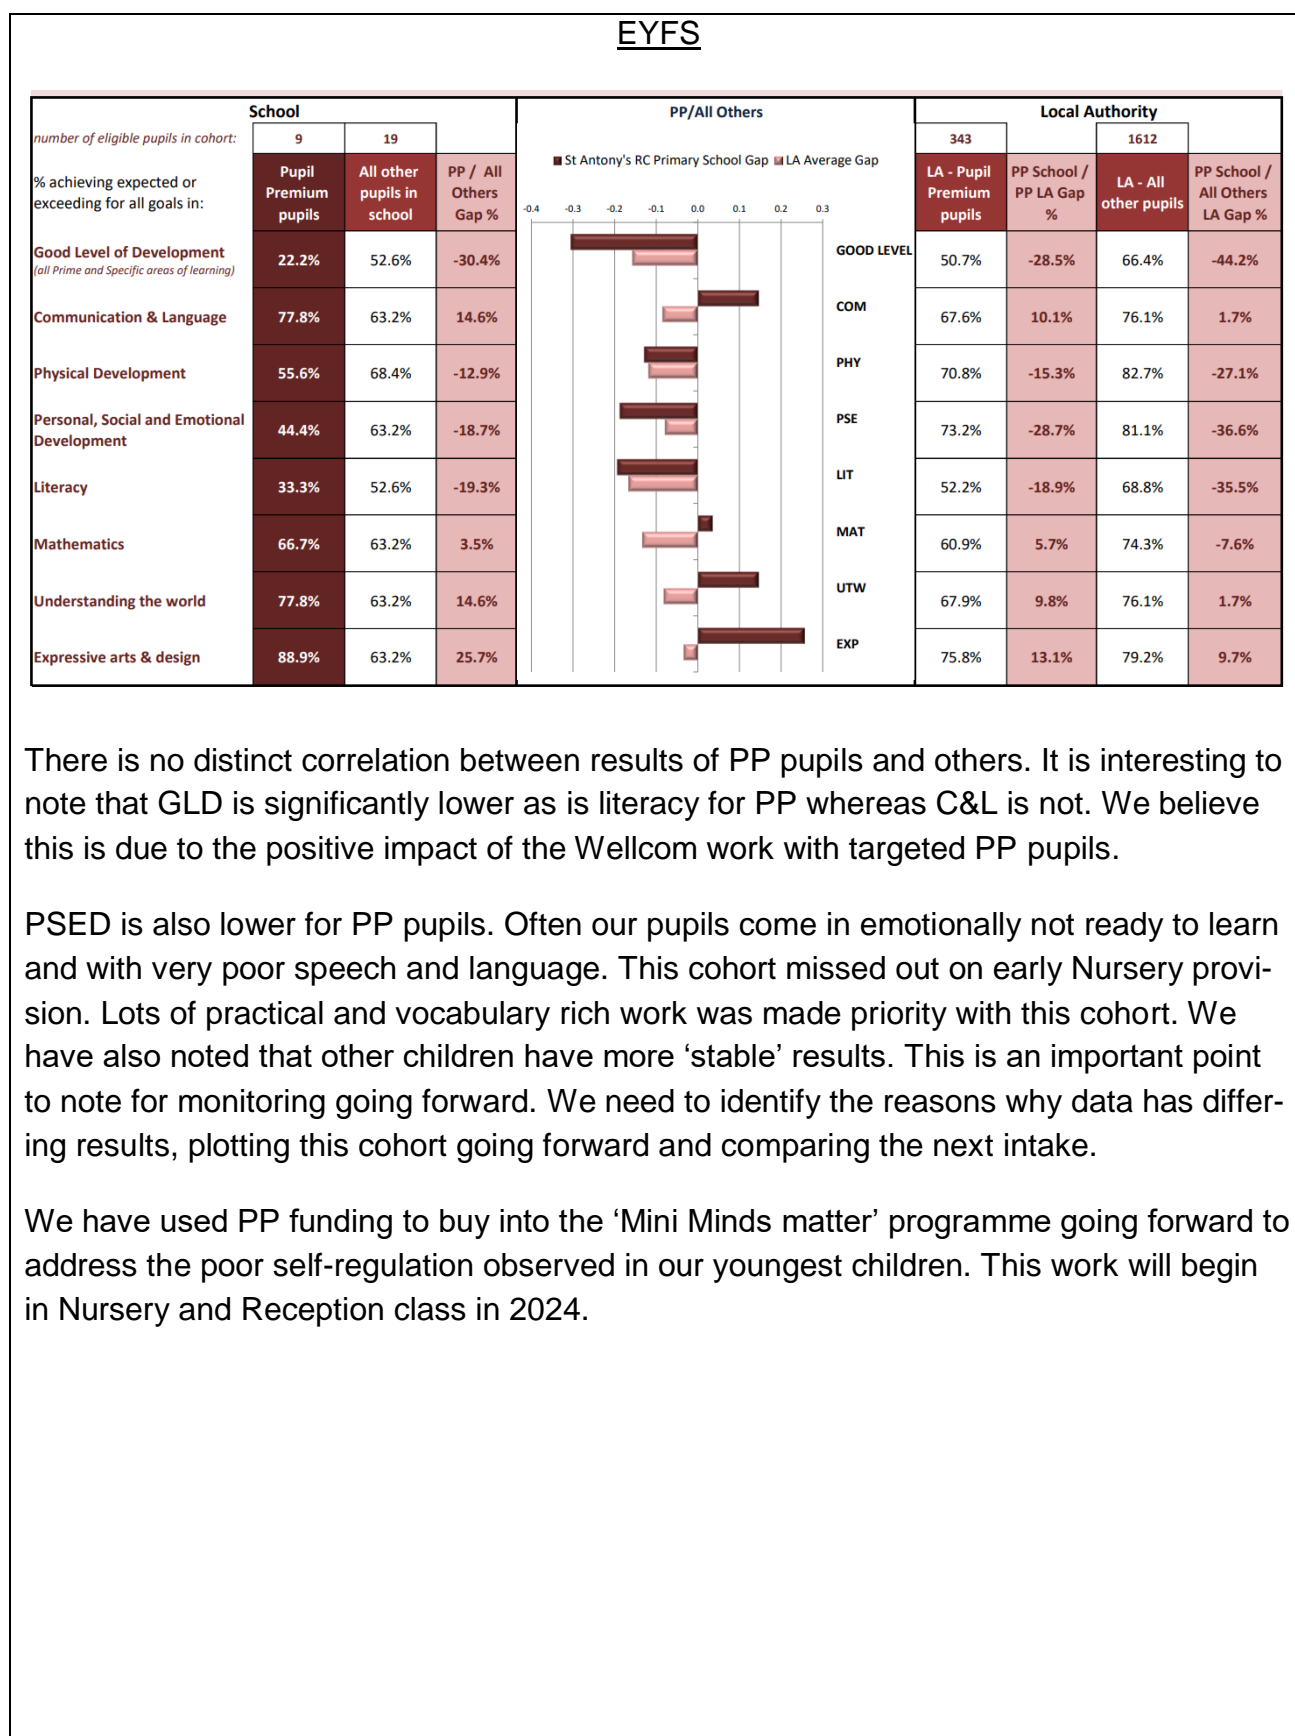 EYFS
School
PP/All Others
Local Authority
number of eligible pupils in cohort:
9
19
343
1612
% achieving expected or
exceeding for all goals in:
Pupil
Premium
pupils
All other
pupils in
school
PP / All
Others
Gap %
St Antony's RC Primary School Gap
LA Average Gap
-0.4 -0.3 -0.2 -0.1 0.0 0.1 0.2 0.3
LA - Pupil
Premium
pupils
PP School /
PP LA Gap
%
LA - All
other pupils
PP School /
All Others
LA Gap %
Good Level of Development
(all Prime and Specific areas of learning)
22.2% 52.6% -30.4% GOOD LEVEL 50.7% -28.5% 66.4% -44.2%
Communication & Language 77.8% 63.2% 14.6% COM 67.6% 10.1% 76.1% 1.7%
Physical Development 55.6% 68.4% -12.9% PHY 70.8% -15.3% 82.7% -27.1%
Personal, Social and Emotional
Development
44.4% 63.2% -18.7% PSE 73.2% -28.7% 81.1% -36.6%
Literacy 33.3% 52.6% -19.3% LIT 52.2% -18.9% 68.8% -35.5%
Mathematics 66.7% 63.2% 3.5% MAT 60.9% 5.7% 74.3% -7.6%
Understanding the world 77.8% 63.2% 14.6% UTW 67.9% 9.8% 76.1% 1.7%
Expressive arts & design 88.9% 63.2% 25.7% EXP 75.8% 13.1% 79.2% 9.7%
There is no distinct correlation between results of PP pupils and others. It is interesting to
note that GLD is significantly lower as is literacy for PP whereas C&L is not. We believe
this is due to the positive impact of the Wellcom work with targeted PP pupils.
PSED is also lower for PP pupils. Often our pupils come in emotionally not ready to learn
and with very poor speech and language. This cohort missed out on early Nursery provi-
sion. Lots of practical and vocabulary rich work was made priority with this cohort. We
have also noted that other children have more ‘stable’ results. This is an important point
to note for monitoring going forward. We need to identify the reasons why data has differ-
ing results, plotting this cohort going forward and comparing the next intake.
We have used PP funding to buy into the ‘Mini Minds matter’ programme going forward to
address the poor self-regulation observed in our youngest children. This work will begin
in Nursery and Reception class in 2024.